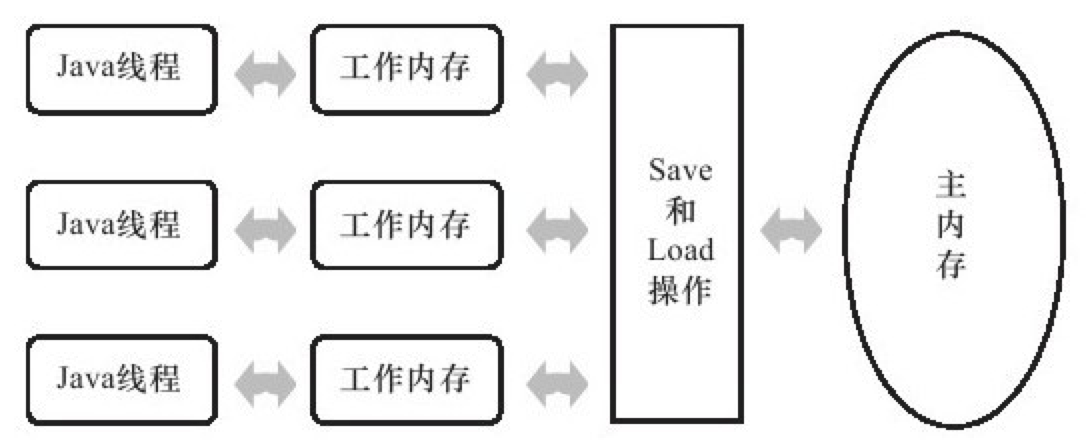 Java线程
工作内存
Java线程
工作内存
Java线程
工作内存
Save
和
Load
操作
主
内
存